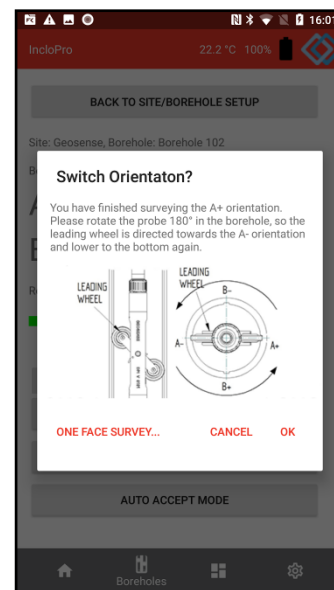 16:01
IncloPro 22.2 °C 100%
BACK TO SITE/BOREHOLE SETUP
Site: Geosense, Borehole: Borehole 102
Switch Orientaton?
You have finished surveying the A+ orientation.
Please rotate the probe 180° in the borehole, so the
leading wheel is directed towards the A- orientation
and lower to the bottom again.
LEADING
WHEEL
LEADING
WHEEL
B-
A-
A+
B+
ONE FACE SURVEY... CANCEL OK
AUTO ACCEPT MODE
Boreholes